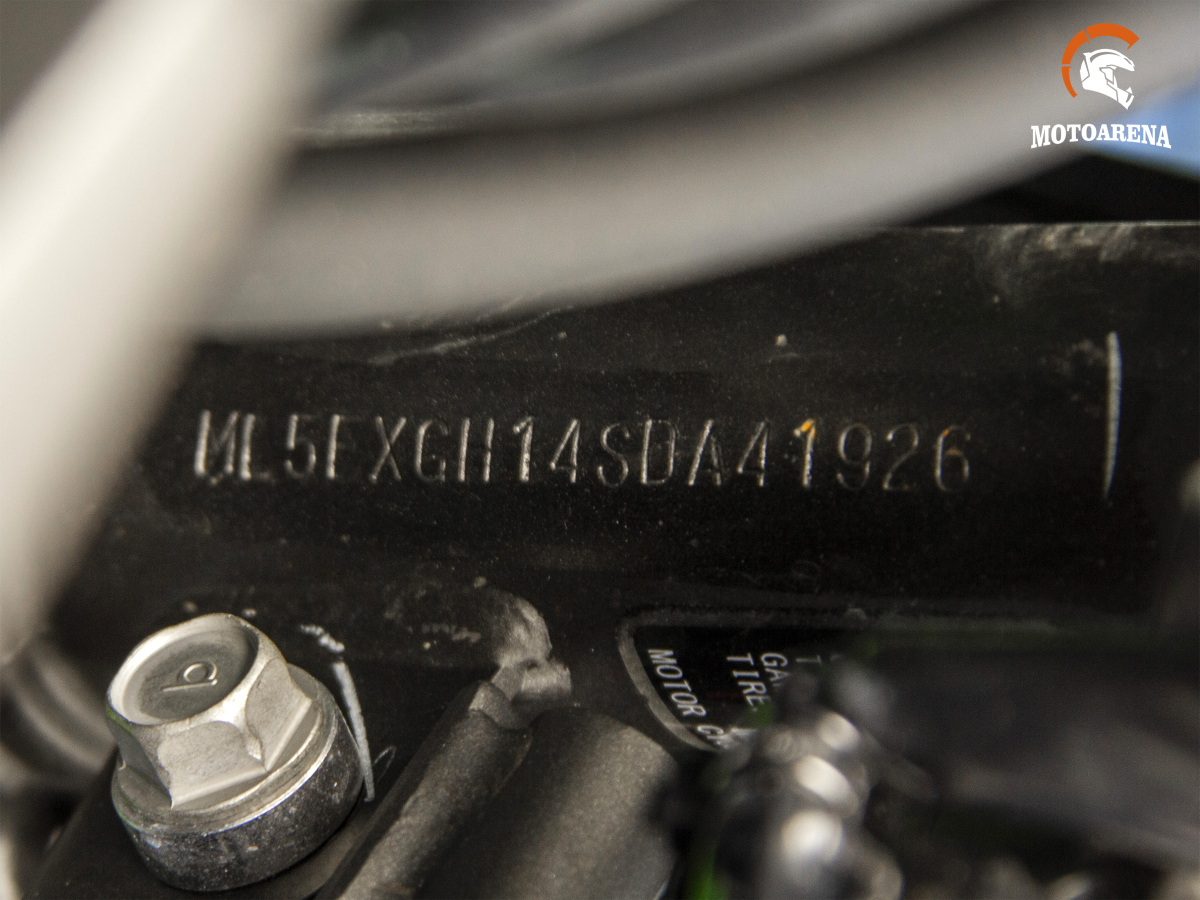 MOTOARENA
ML5EXGH14SDA41926
TIRE
MOTOR
b